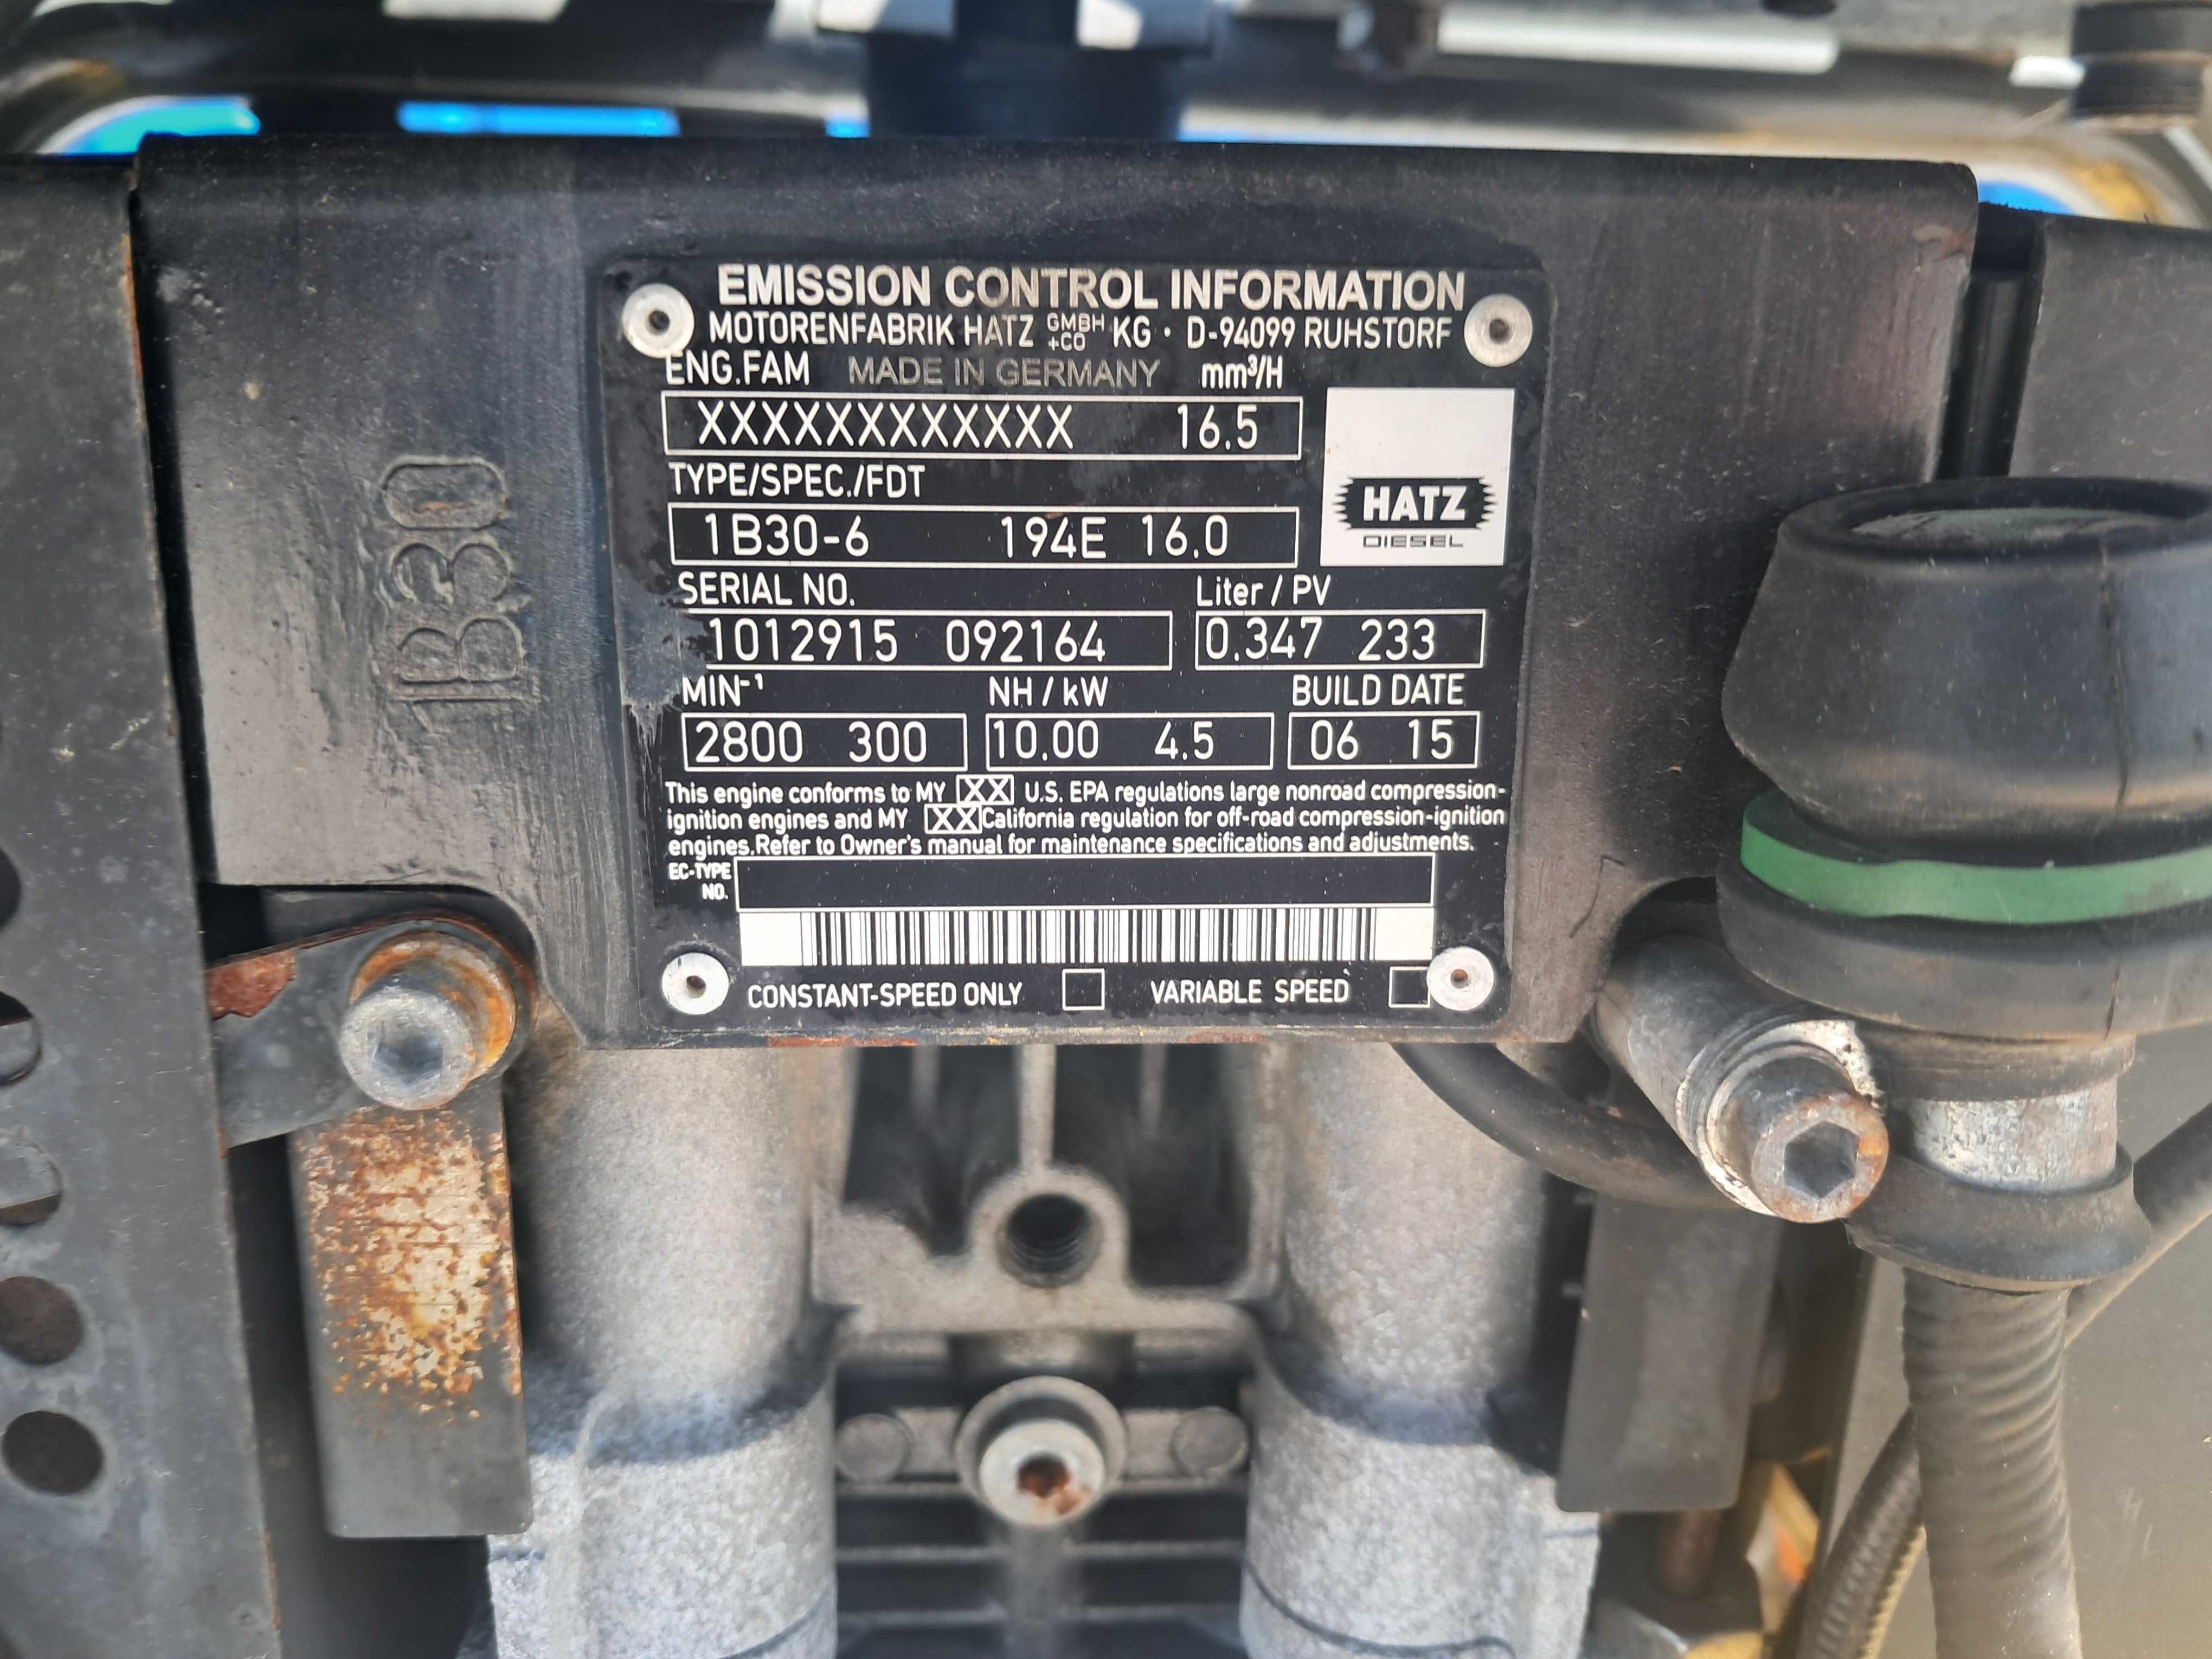 EMISSION CONTROL INFORMATION
MOTORENFABRIK HATZ GMBH +CO KG · D-94099 RUHSTORF
ENG.FAM MADE IN GERMANY mm³/H
XXXXXXXXXXXX 16.5
TYPE/SPEC./FDT
1B30-6 194E 16.0
HATZ
DIESEL
SERIAL NO. Liter / PV
1012915 092164 0.347 233
MIN⁻¹ NH / kW BUILD DATE
2800 300 10.00 4.5 06 15
This engine conforms to MY XX U.S. EPA regulations large nonroad compression-
ignition engines and MY XX California regulation for off-road compression-ignition
engines.Refer to Owner's manual for maintenance specifications and adjustments.
EC-TYPE
NO.
CONSTANT-SPEED ONLY VARIABLE SPEED
1B30